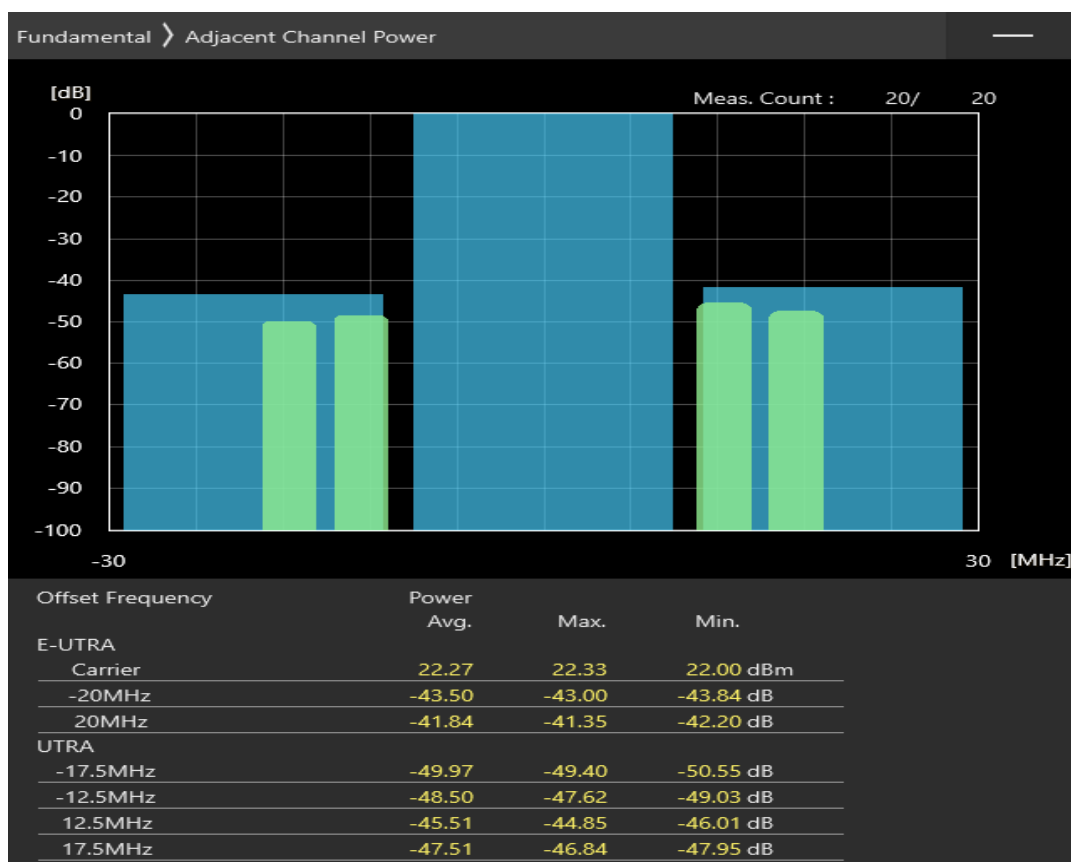 Fundamental ❯ Adjacent Channel Power
[dB]
Meas. Count : 20/ 20
0
-10
-20
-30
-40
-50
-60
-70
-80
-90
-100
-30 30 [MHz]
Offset Frequency Power
Avg. Max. Min.
E-UTRA
Carrier 22.27 22.33 22.00 dBm
-20MHz -43.50 -43.00 -43.84 dB
20MHz -41.84 -41.35 -42.20 dB
UTRA
-17.5MHz -49.97 -49.40 -50.55 dB
-12.5MHz -48.50 -47.62 -49.03 dB
12.5MHz -45.51 -44.85 -46.01 dB
17.5MHz -47.51 -46.84 -47.95 dB